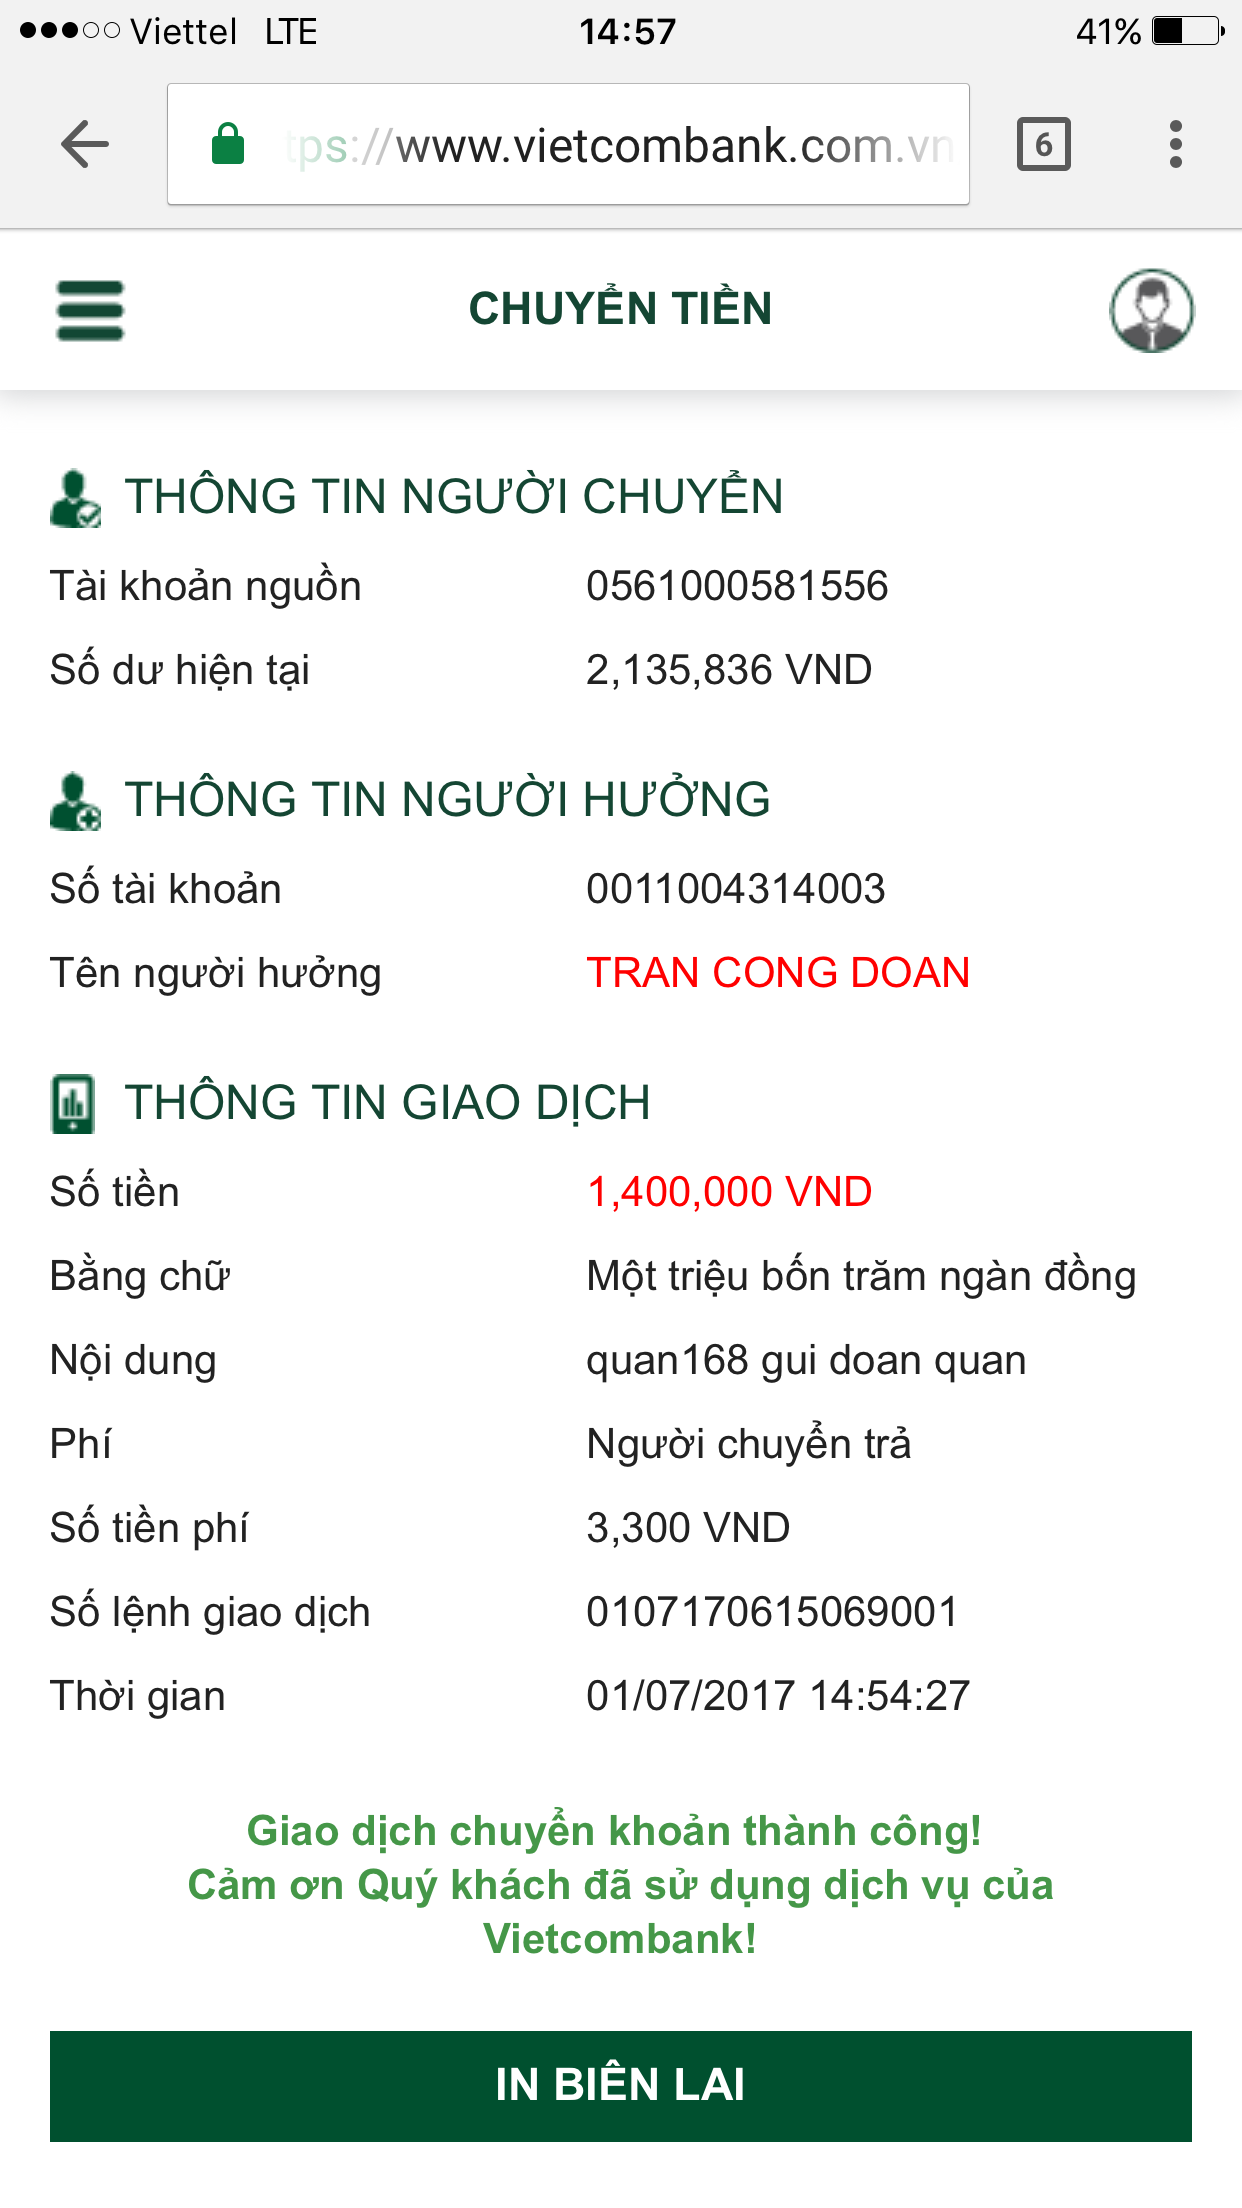 Viettel LTE 14:57 41%
tps://www.vietcombank.com.vn 6
CHUYỂN TIỀN
THÔNG TIN NGƯỜI CHUYỂN
Tài khoản nguồn 0561000581556
Số dư hiện tại 2,135,836 VND
THÔNG TIN NGƯỜI HƯỞNG
Số tài khoản 0011004314003
Tên người hưởng TRAN CONG DOAN
THÔNG TIN GIAO DỊCH
Số tiền 1,400,000 VND
Bằng chữ Một triệu bốn trăm ngàn đồng
Nội dung quan168 gui doan quan
Phí Người chuyển trả
Số tiền phí 3,300 VND
Số lệnh giao dịch 0107170615069001
Thời gian 01/07/2017 14:54:27
Giao dịch chuyển khoản thành công!
Cảm ơn Quý khách đã sử dụng dịch vụ của
Vietcombank!
IN BIÊN LAI